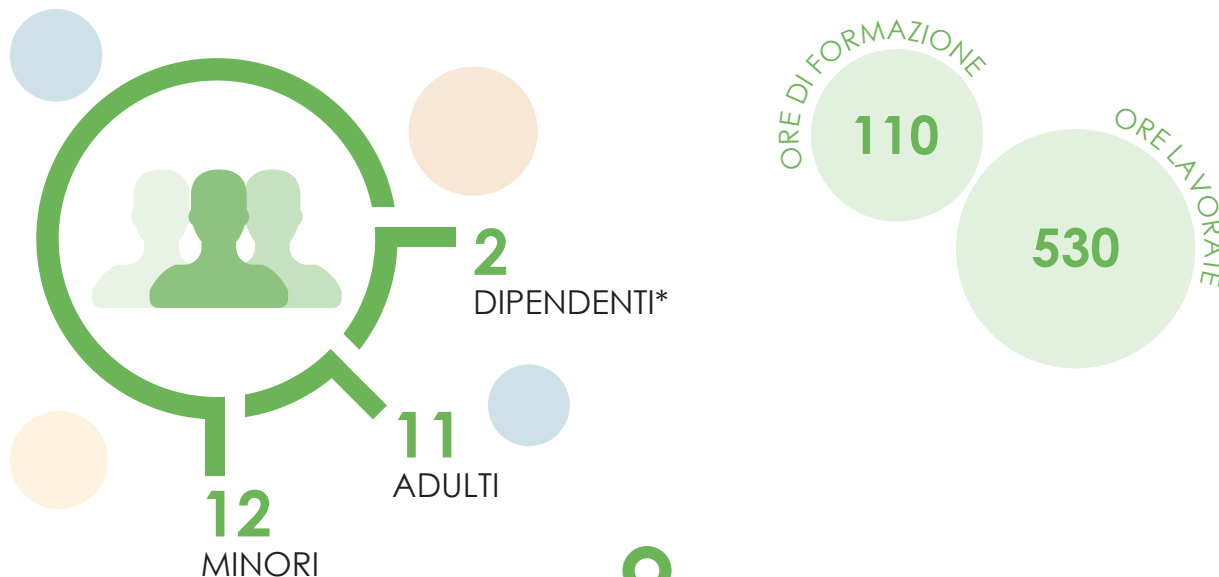 2
DIPENDENTI*
11
ADULTI
12
MINORI
ORE DI FORMAZIONE
110
ORE LAVORATE
530